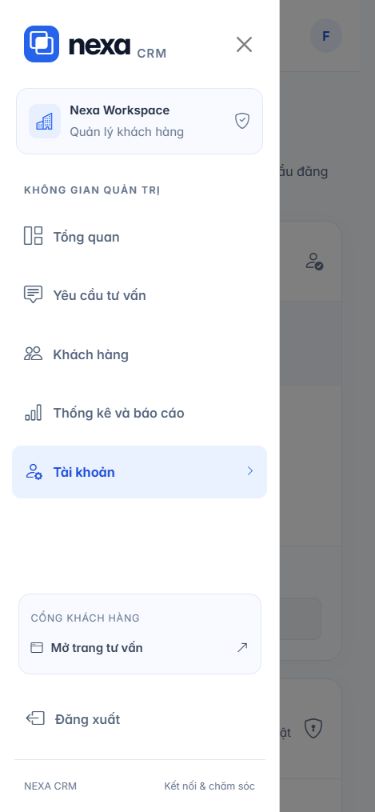 nexa CRM
F
Nexa Workspace
Quản lý khách hàng
ầu đăng
KHÔNG GIAN QUẢN TRỊ
Tổng quan
Yêu cầu tư vấn
Khách hàng
Thống kê và báo cáo
Tài khoản
CỔNG KHÁCH HÀNG
Mở trang tư vấn
Đăng xuất
ật
NEXA CRM
Kết nối & chăm sóc